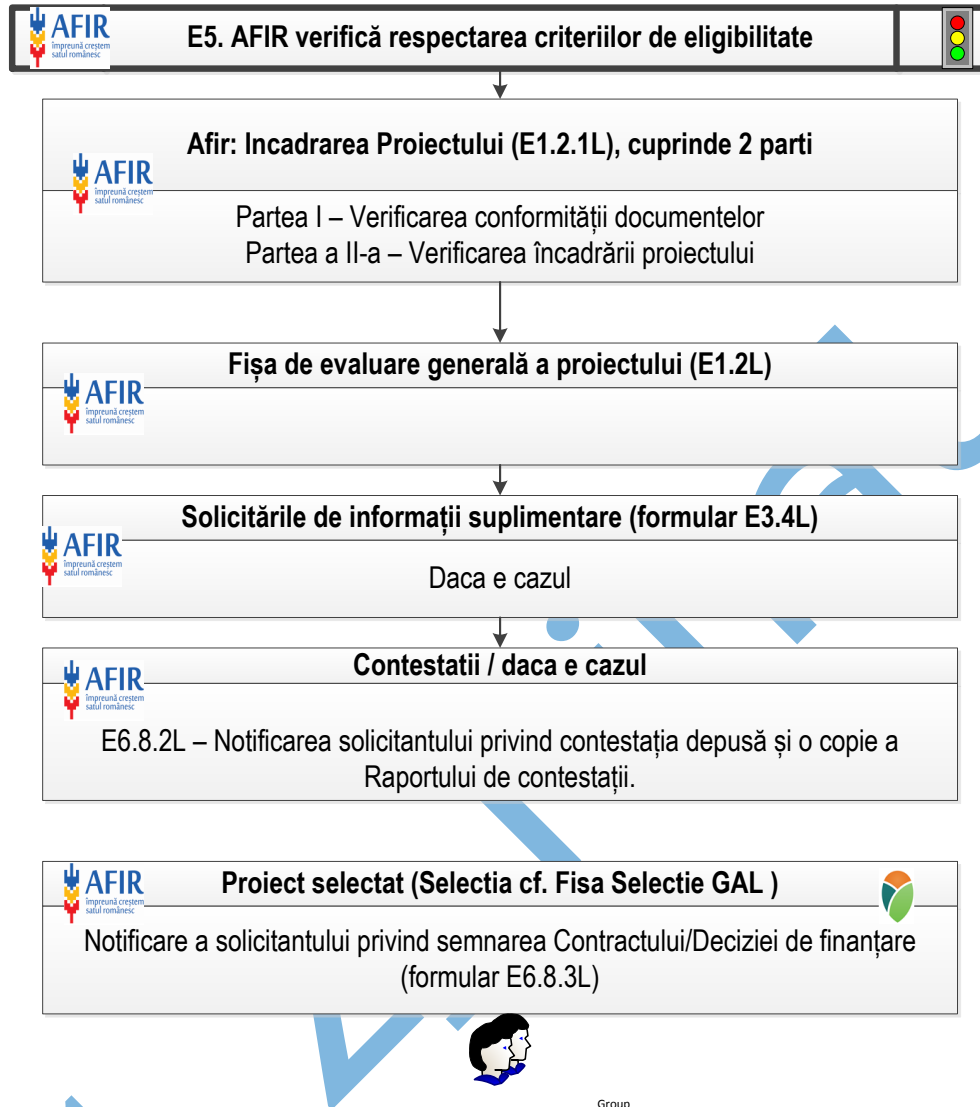 AFIR
împreună creștem
satul românesc
E5. AFIR verifică respectarea criteriilor de eligibilitate
Afir: Incadrarea Proiectului (E1.2.1L), cuprinde 2 parti
AFIR
împreună creștem
satul românesc
Partea I – Verificarea conformității documentelor
Partea a II-a – Verificarea încadrării proiectului
Fișa de evaluare generală a proiectului (E1.2L)
AFIR
împreună creștem
satul românesc
Solicitările de informații suplimentare (formular E3.4L)
AFIR
împreună creștem
satul românesc
Daca e cazul
Contestatii / daca e cazul
AFIR
împreună creștem
satul românesc
E6.8.2L – Notificarea solicitantului privind contestația depusă și o copie a
Raportului de contestații.
AFIR
împreună creștem
satul românesc
Proiect selectat (Selectia cf. Fisa Selectie GAL )
Notificare a solicitantului privind semnarea Contractului/Deciziei de finanțare
(formular E6.8.3L)
Group